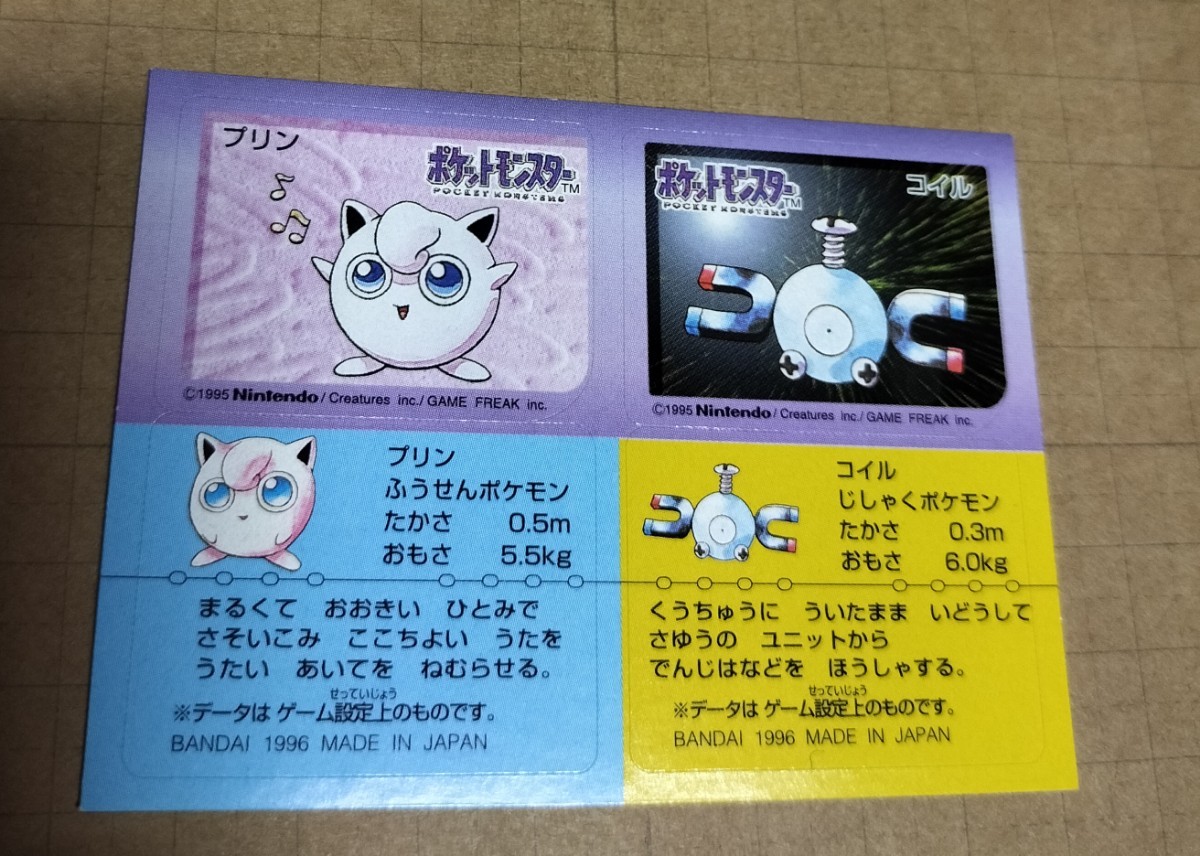 プリン
ポケットモンスターTM
POCKET MONSTERS
©1995 Nintendo / Creatures inc. / GAME FREAK inc.
ポケットモンスターTM
POCKET MONSTERS
コイル
©1995 Nintendo / Creatures inc. / GAME FREAK inc.
プリン
ふうせんポケモン
たかさ 0.5m
おもさ 5.5kg
まるくて おおきい ひとみで
さそいこみ ここちよい うたを
うたい あいてを ねむらせる。
せっていじょう
※データは ゲーム設定上のものです。
BANDAI 1996 MADE IN JAPAN
コイル
じしゃくポケモン
たかさ 0.3m
おもさ 6.0kg
くうちゅうに ういたまま いどうして
さゆうの ユニットから
でんじはなどを ほうしゃする。
せっていじょう
※データは ゲーム設定上のものです。
BANDAI 1996 MADE IN JAPAN